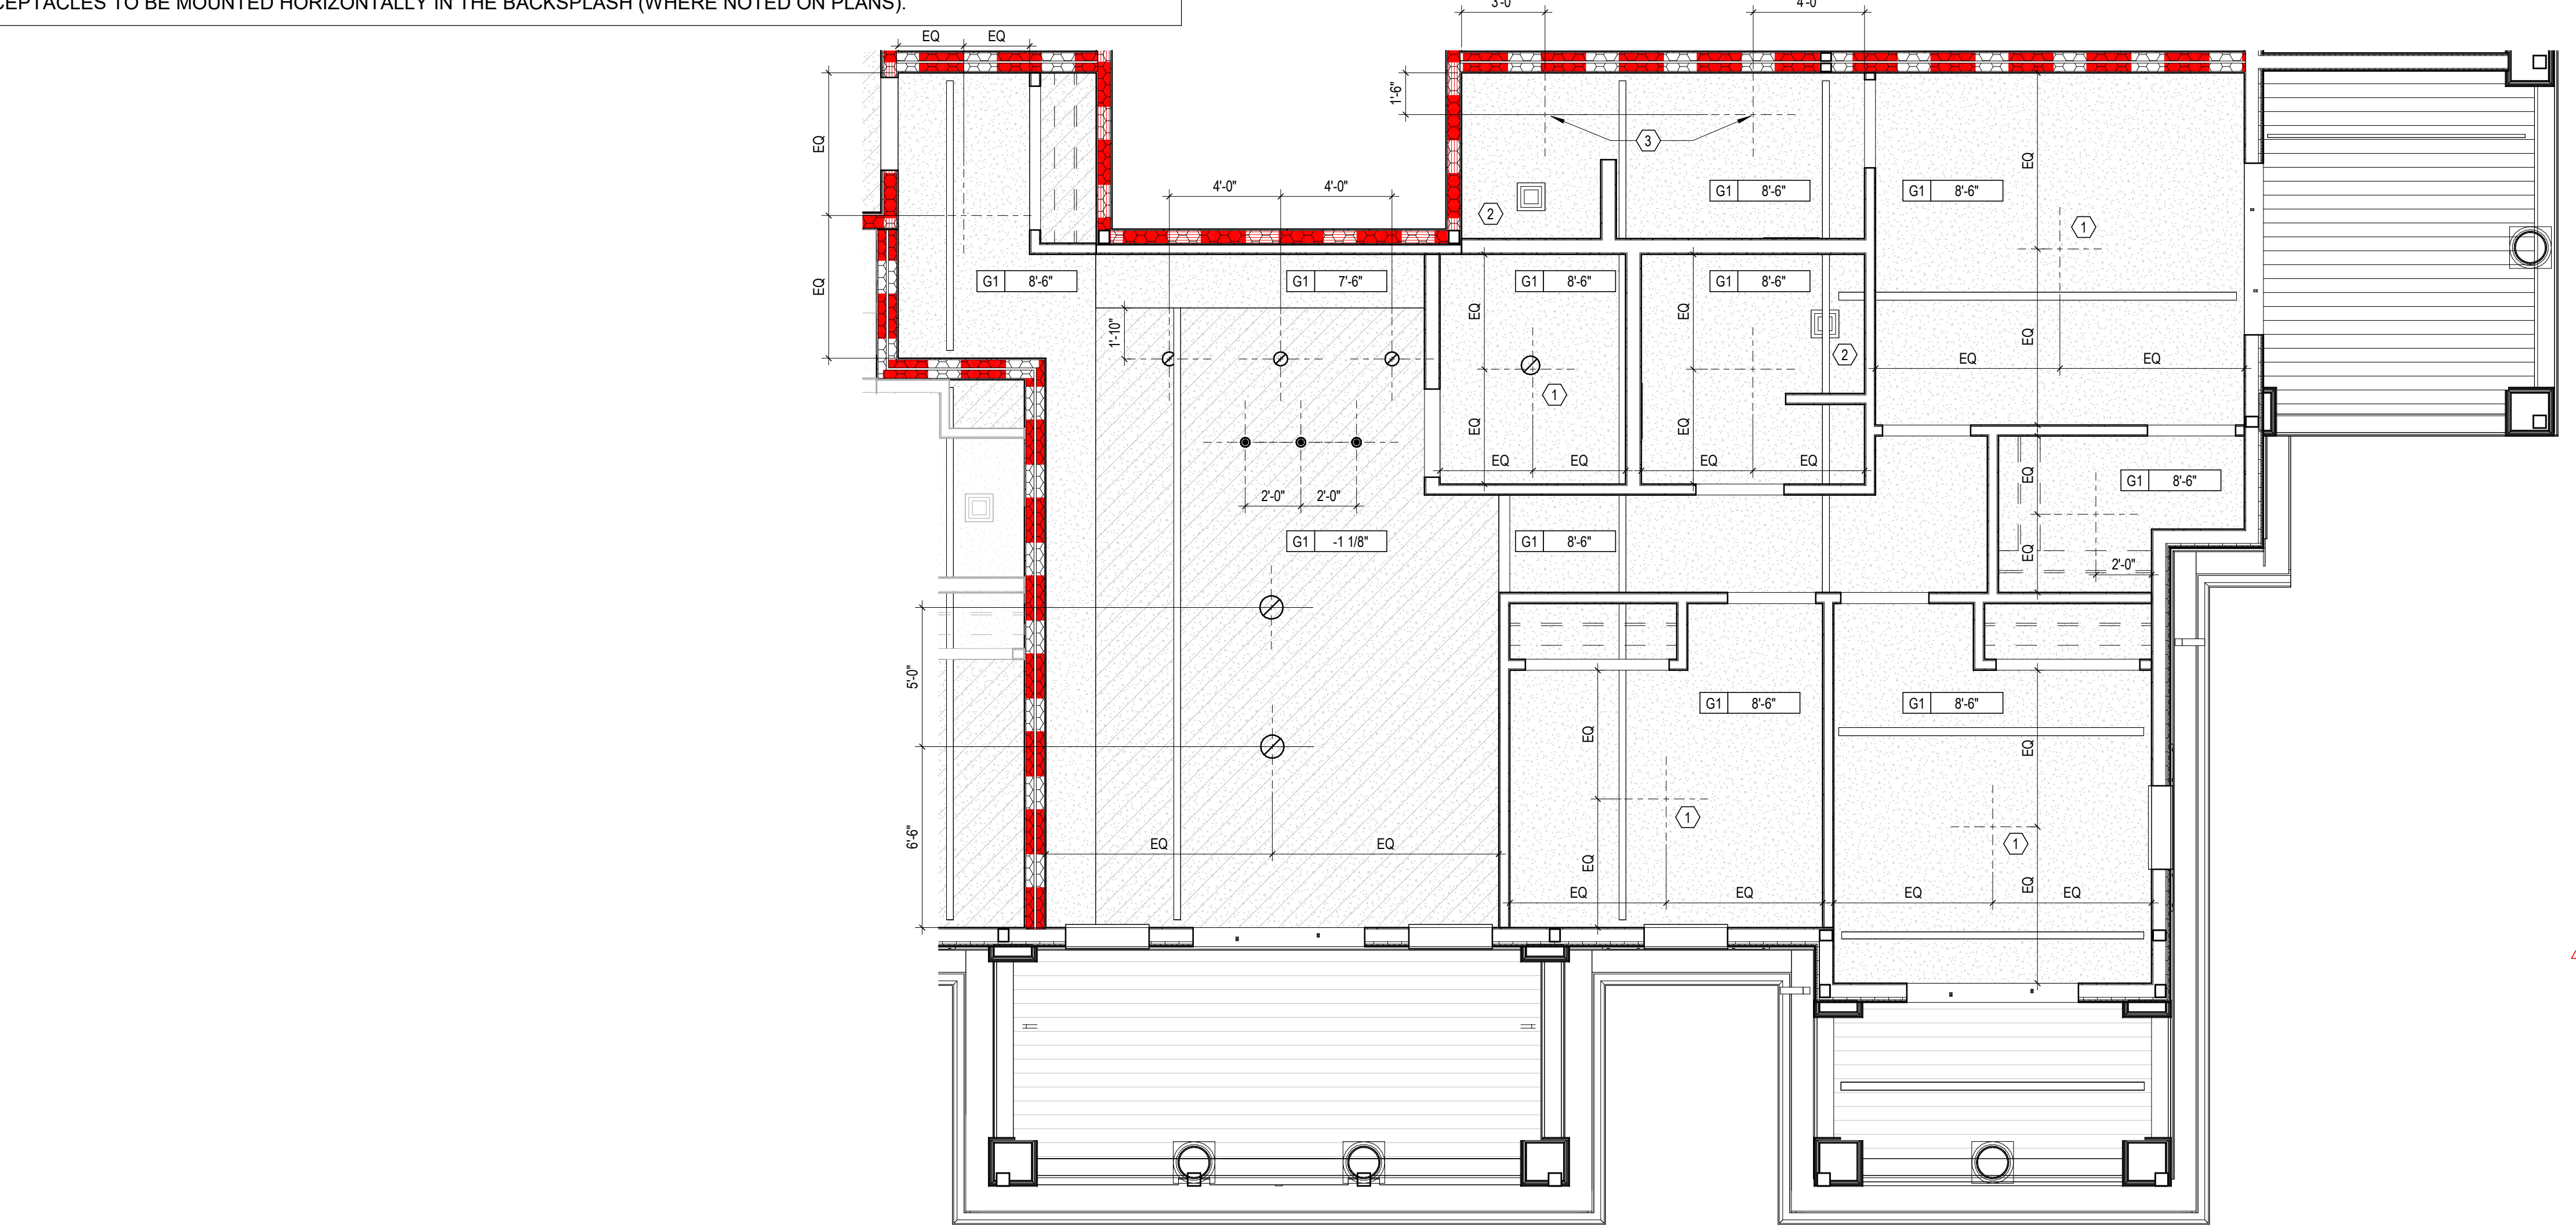 CEPTACLES TO BE MOUNTED HORIZONTALLY IN THE BACKSPLASH (WHERE NOTED ON PLANS).
3'-0"
4'-0"
EQ
EQ
1'-6"
EQ
3
EQ
4'-0"
4'-0"
G1 8'-6"
G1 8'-6"
2
1
EQ
G1 8'-6"
G1 7'-6"
G1 8'-6"
G1 8'-6"
EQ
EQ
EQ
1'-10"
2
EQ
EQ
1
EQ
EQ
EQ
EQ
EQ
EQ
EQ
G1 8'-6"
2'-0"
2'-0"
G1 -1 1/8"
G1 8'-6"
EQ
2'-0"
5'-0"
G1 8'-6"
G1 8'-6"
EQ
EQ
6'-6"
1
1
EQ
EQ
EQ
EQ
EQ
EQ
EQ
EQ